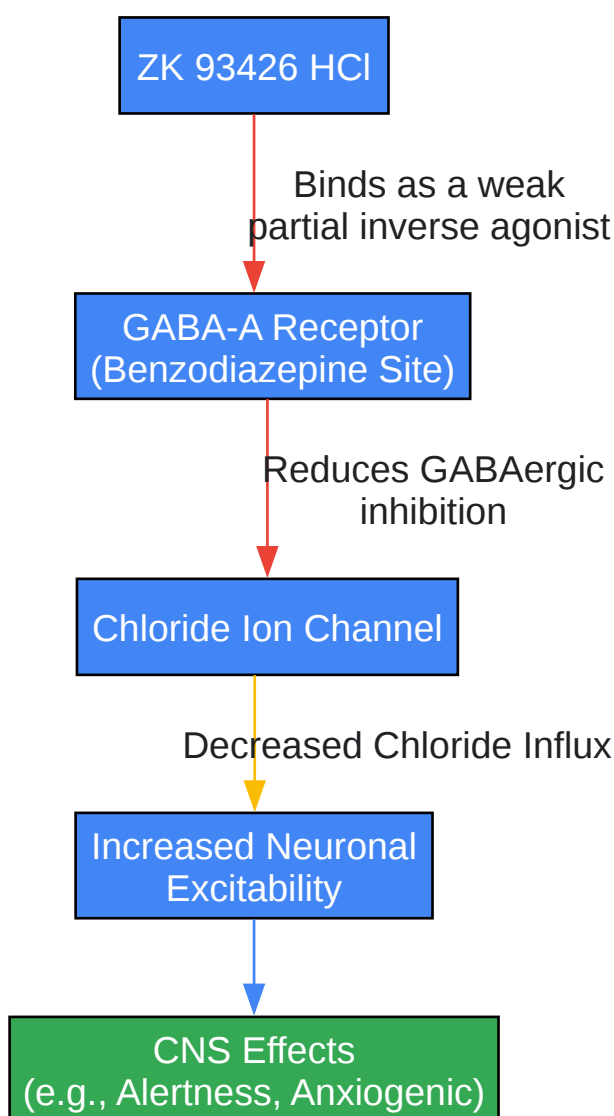 ZK 93426 HCl
Binds as a weak
partial inverse agonist
GABA-A Receptor
(Benzodiazepine Site)
Reduces GABAergic
inhibition
Chloride Ion Channel
Decreased Chloride Influx
Increased Neuronal
Excitability
CNS Effects
(e.g., Alertness, Anxiogenic)